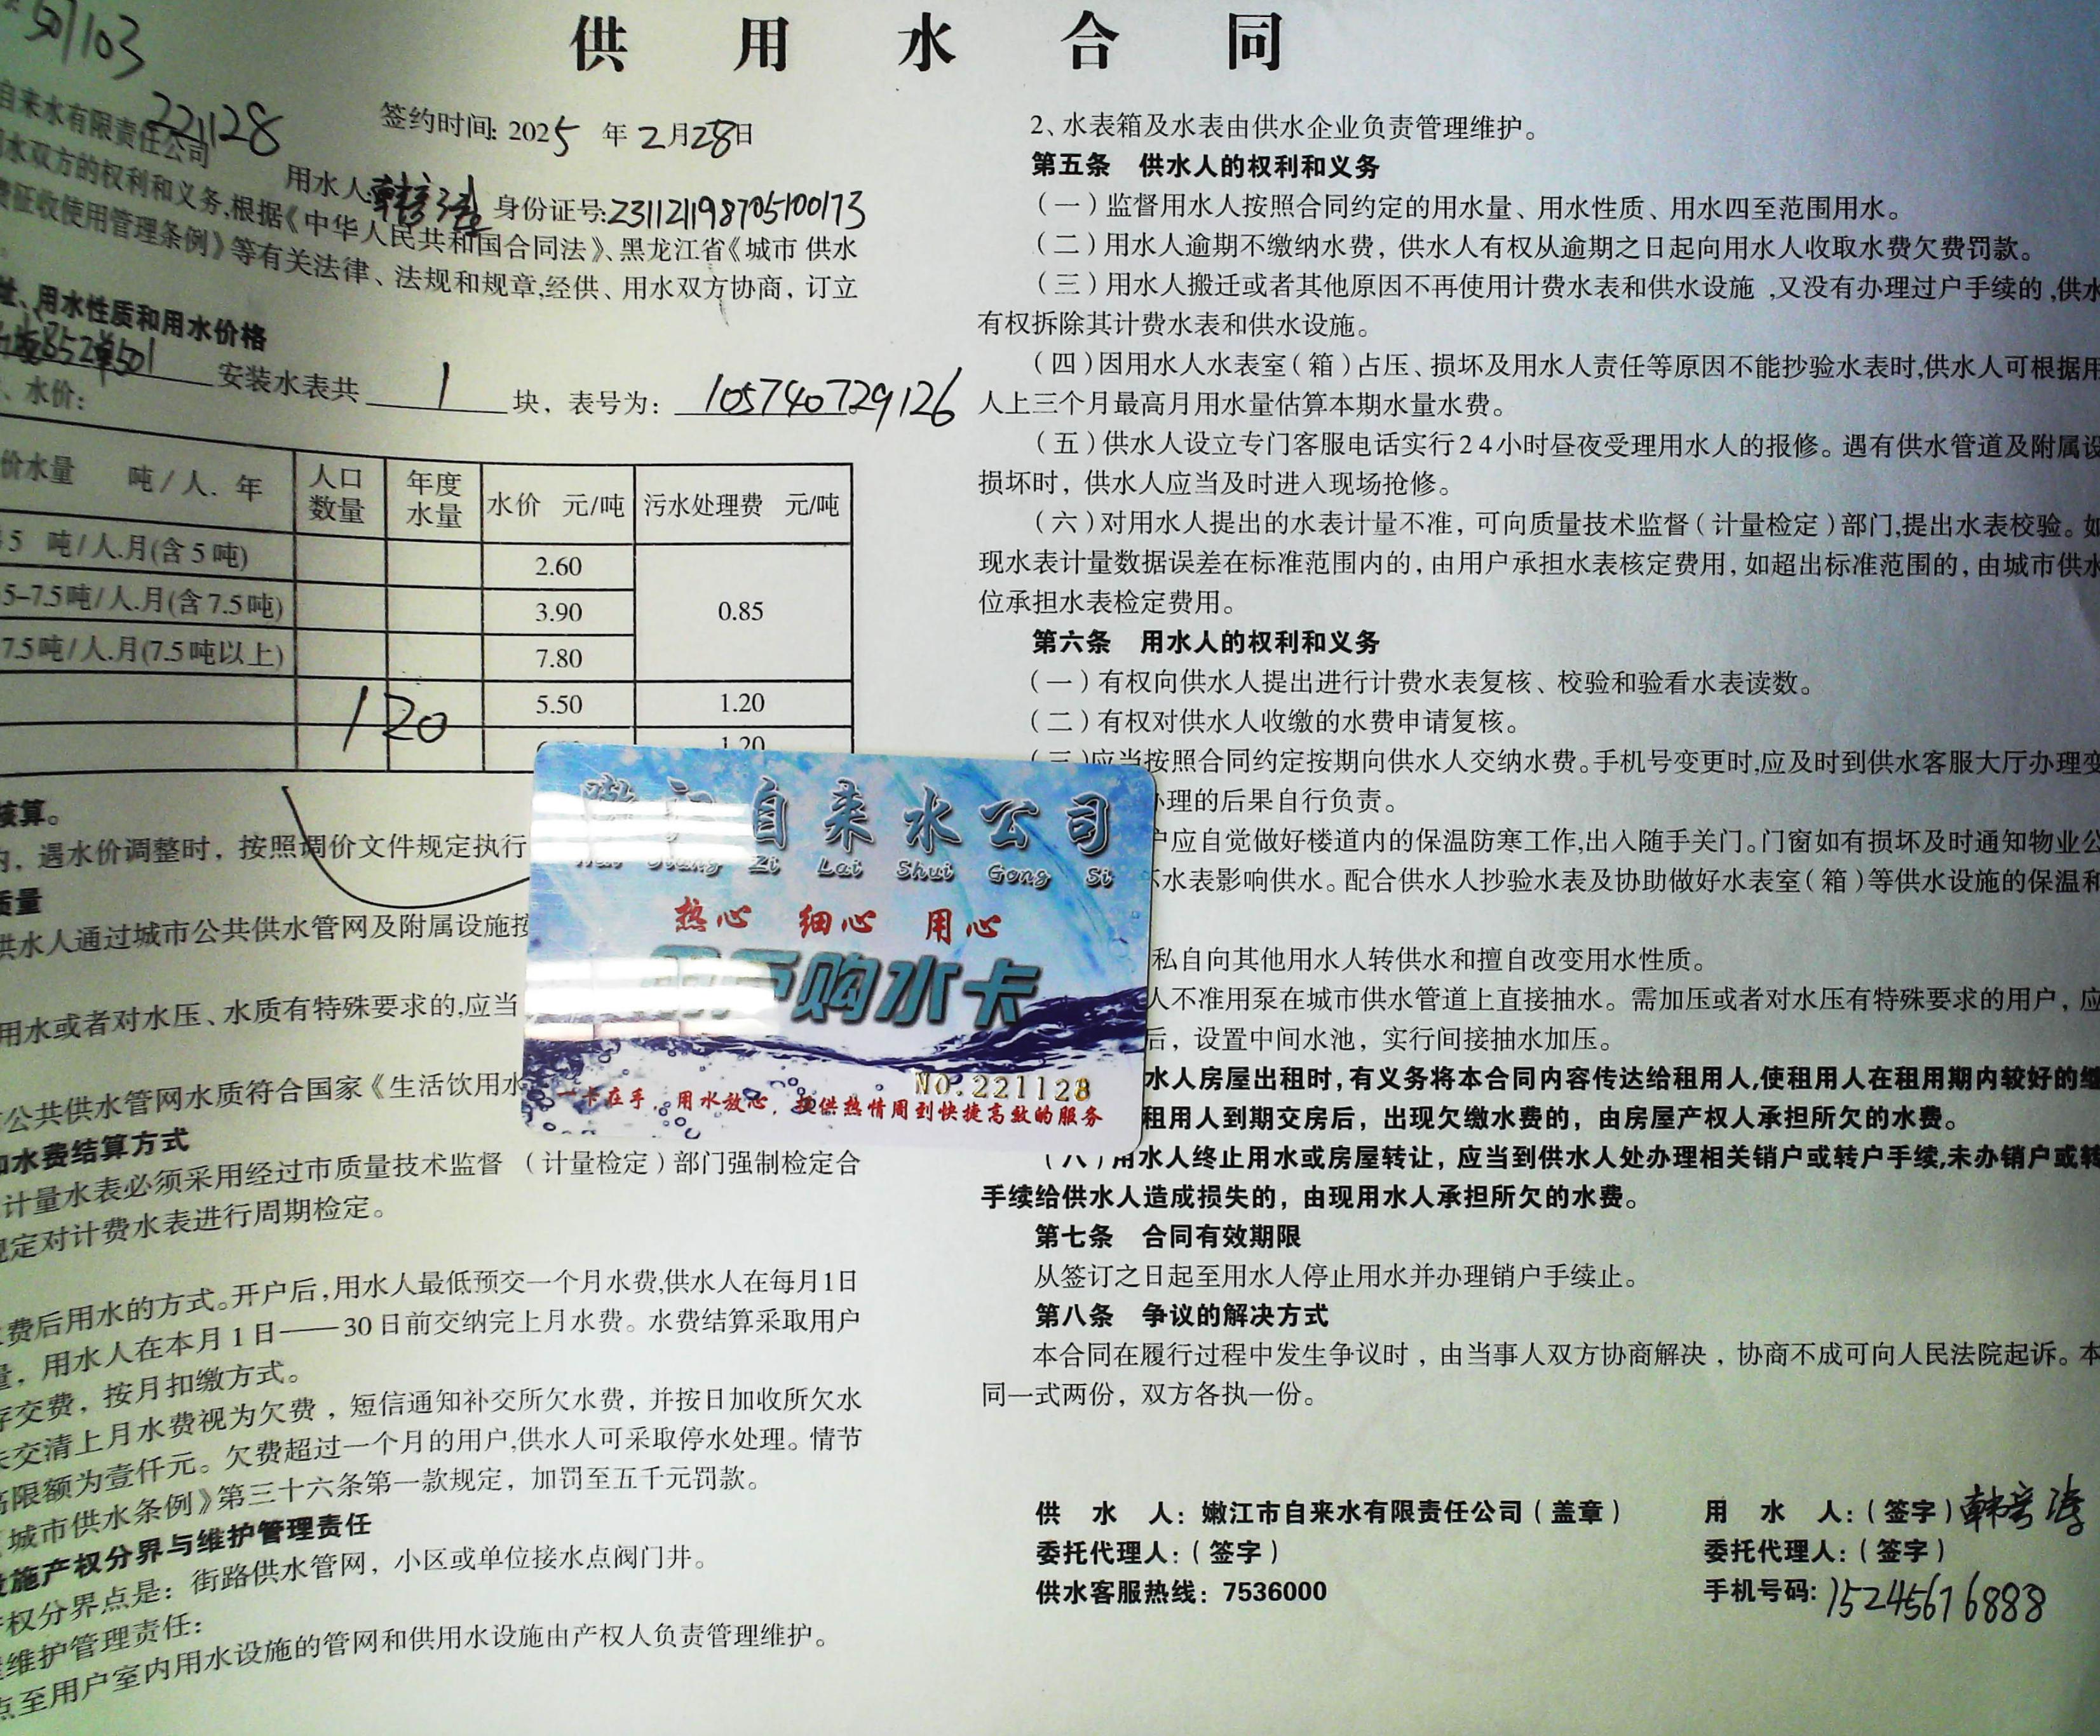 供 用 水 合 同
50/103
自来水有限责任公司
221128
签约时间: 2025 年 2 月 28 日
用水人: 身份证号: 231121198705100173
用水双方的权利和义务,根据《中华人民共和国合同法》、黑龙江省《城市 供水
费征收使用管理条例》等有关法律、法规和规章,经供、用水双方协商, 订立
、用水性质和用水价格
B52单501 安装水表共 1 块, 表号为: 105740729126
、水价:
价水量 吨/人. 年 人口数量 年度水量 水价 元/吨 污水处理费 元/吨
5 吨/人.月(含5吨) 2.60 0.85
5-7.5吨/人.月(含7.5吨) 3.90
7.5吨/人.月(7.5吨以上) 7.80
5.50 1.20
120 1.20
核算。
内, 遇水价调整时, 按照调价文件规定执行
质量
供水人通过城市公共供水管网及附属设施按
用水或者对水压、水质有特殊要求的,应当
公共供水管网水质符合国家《生活饮用水
和水费结算方式
计量水表必须采用经过市质量技术监督 (计量检定)部门强制检定合
规定对计费水表进行周期检定。
费后用水的方式。开户后,用水人最低预交一个月水费,供水人在每月1日
量, 用水人在本月1日——30日前交纳完上月水费。水费结算采取用户
存交费, 按月扣缴方式。
未交清上月水费视为欠费, 短信通知补交所欠水费, 并按日加收所欠水
高限额为壹仟元。欠费超过一个月的用户,供水人可采取停水处理。情节
城市供水条例》第三十六条第一款规定, 加罚至五千元罚款。
设施产权分界与维护管理责任
产权分界点是: 街路供水管网, 小区或单位接水点阀门井。
维护管理责任:
点至用户室内用水设施的管网和供用水设施由产权人负责管理维护。
嫩江自来水公司
Zi Lai Shui Gong Si
热心 细心 用心
用户购水卡
NO.221128
一卡在手, 用水放心, 提供热情周到快捷高效的服务
2、水表箱及水表由供水企业负责管理维护。
第五条 供水人的权利和义务
(一)监督用水人按照合同约定的用水量、用水性质、用水四至范围用水。
(二)用水人逾期不缴纳水费, 供水人有权从逾期之日起向用水人收取水费欠费罚款。
(三)用水人搬迁或者其他原因不再使用计费水表和供水设施 ,又没有办理过户手续的,供水
有权拆除其计费水表和供水设施。
(四)因用水人水表室(箱)占压、损坏及用水人责任等原因不能抄验水表时,供水人可根据用
人上三个月最高月用水量估算本期水量水费。
(五)供水人设立专门客服电话实行24小时昼夜受理用水人的报修。遇有供水管道及附属设
损坏时, 供水人应当及时进入现场抢修。
(六)对用水人提出的水表计量不准, 可向质量技术监督(计量检定)部门,提出水表校验。如
现水表计量数据误差在标准范围内的, 由用户承担水表核定费用, 如超出标准范围的, 由城市供水
位承担水表检定费用。
第六条 用水人的权利和义务
(一)有权向供水人提出进行计费水表复核、校验和验看水表读数。
(二)有权对供水人收缴的水费申请复核。
(三)应当按照合同约定按期向供水人交纳水费。手机号变更时,应及时到供水客服大厅办理变
办理的后果自行负责。
户应自觉做好楼道内的保温防寒工作,出入随手关门。门窗如有损坏及时通知物业公
水表影响供水。配合供水人抄验水表及协助做好水表室(箱)等供水设施的保温和
私自向其他用水人转供水和擅自改变用水性质。
人不准用泵在城市供水管道上直接抽水。需加压或者对水压有特殊要求的用户, 应
后, 设置中间水池, 实行间接抽水加压。
水人房屋出租时, 有义务将本合同内容传达给租用人,使租用人在租用期内较好的继
租用人到期交房后, 出现欠缴水费的, 由房屋产权人承担所欠的水费。
(八)用水人终止用水或房屋转让, 应当到供水人处办理相关销户或转户手续,未办销户或转
手续给供水人造成损失的, 由现用水人承担所欠的水费。
第七条 合同有效期限
从签订之日起至用水人停止用水并办理销户手续止。
第八条 争议的解决方式
本合同在履行过程中发生争议时, 由当事人双方协商解决, 协商不成可向人民法院起诉。本
同一式两份, 双方各执一份。
供 水 人: 嫩江市自来水有限责任公司(盖章) 用 水 人:(签字)
委托代理人:(签字) 委托代理人:(签字)
供水客服热线: 7536000 手机号码: 15245616888